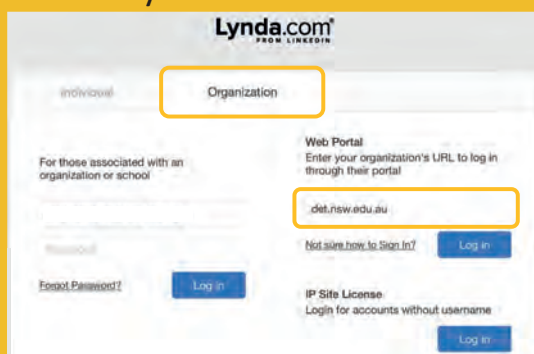 Lynda.com®
FROM LINKEDIN
Individual
Organization
For those associated with an
organization or school
Password
Forgot Password?
Log in
Web Portal
Enter your organization's URL to log in
through their portal
det.nsw.edu.au
Not sure how to Sign In?
Log in
IP Site License
Login for accounts without username
Log in